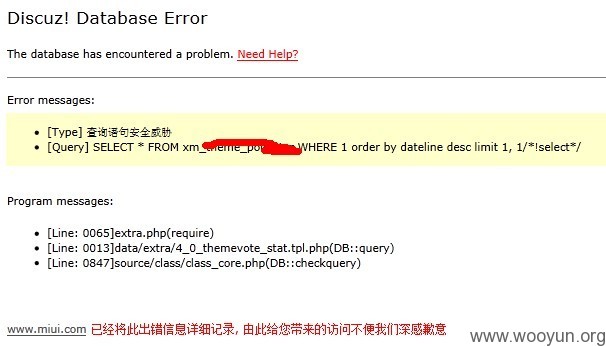 Discuz! Database Error
The database has encountered a problem. Need Help?
Error messages:
[Type] 查询语句安全威胁
[Query] SELECT * FROM WHERE 1 order by dateline desc limit 1, 1/*!select*/
Program messages:
[Line: 0065]extra.php(require)
[Line: 0013]data/extra/4_0_themevote_stat.tpl.php(DB::query)
[Line: 0847]source/class/class_core.php(DB::checkquery)
www.miui.com 已经将此出错信息详细记录, 由此给您带来的访问不便我们深感歉意
www.wooyun.org